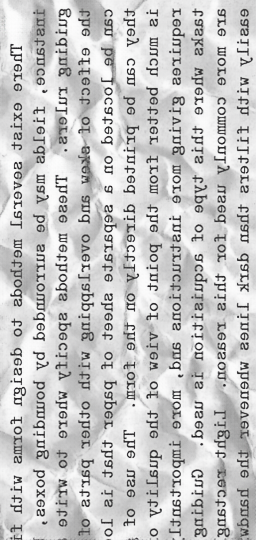 There exist several methods to design forms with fi
instance, fields may be surrounded by bounding boxes,
guiding rulers. These methods specify where to write
the effect of skew and overlapping with other parts of
can be located on a separate sheet of paper that is lo
they can be printed directly on the form. The use of
is much better from the point of view of the quality o
requires giving more instructions and, more importantl
tasks where this type of acquisition is used. Guiding
are more commonly used for this reason. Light rectang
easily with filters than dark lines whenever the handw